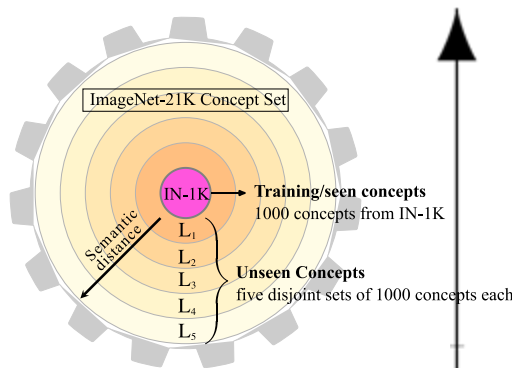 ImageNet-21K Concept Set
IN-1K
Training/seen concepts
1000 concepts from IN-1K
Semantic
distance
L₁
L₂
L₃
L₄
L₅
Unseen Concepts
five disjoint sets of 1000 concepts each